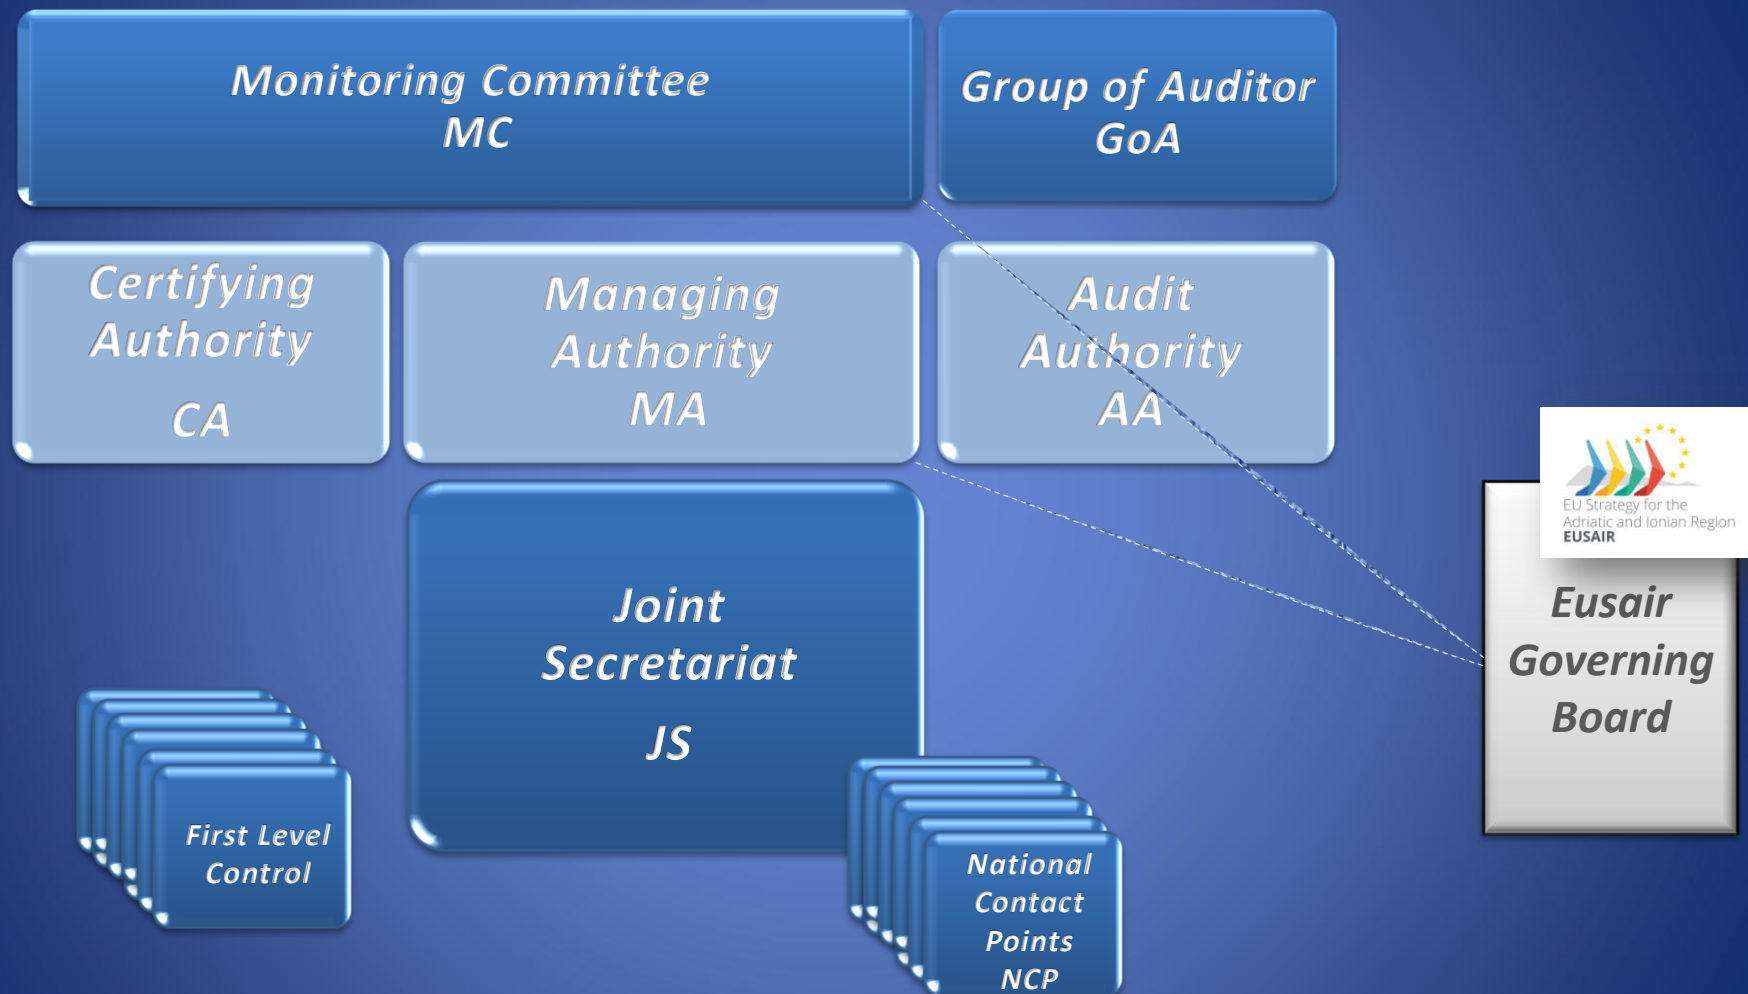 Monitoring Committee
MC
Group of Auditor
GoA
Certifying
Authority
CA
Managing
Authority
MA
Audit
Authority
AA
EU Strategy for the
Adriatic and Ionian Region
EUSAIR
Eusair
Governing
Board
Joint
Secretariat
JS
First Level
Control
National
Contact
Points
NCP